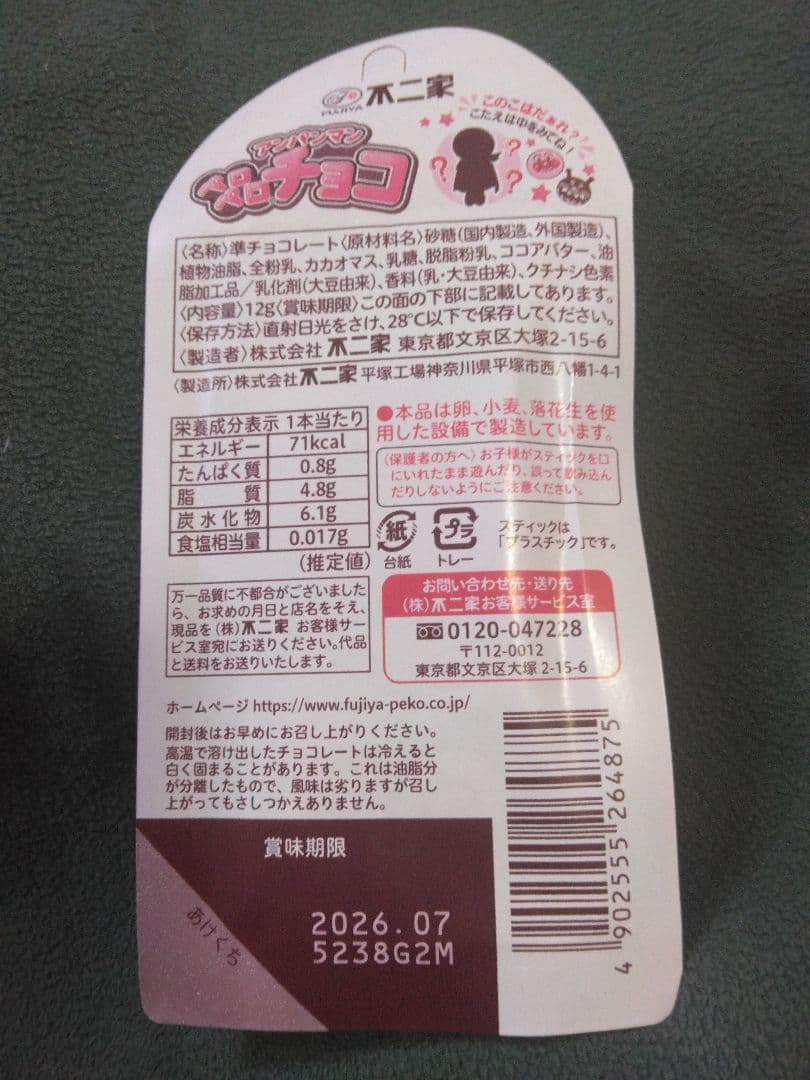 FUJIYA 不二家
このこはだぁれ？
こたえは中をみてね！
アンパンマン
ペロペロチョコ
〈名称〉準チョコレート〈原材料名〉砂糖(国内製造、外国製造)、
植物油脂、全粉乳、カカオマス、乳糖、脱脂粉乳、ココアバター、油
脂加工品／乳化剤(大豆由来)、香料(乳・大豆由来)、クチナシ色素
〈内容量〉12g〈賞味期限〉この面の下部に記載してあります。
〈保存方法〉直射日光をさけ、28℃以下で保存してください。
〈製造者〉株式会社 不二家 東京都文京区大塚2-15-6
〈製造所〉株式会社不二家 平塚工場神奈川県平塚市西八幡1-4-1
栄養成分表示 1本当たり
エネルギー 71kcal
たんぱく質 0.8g
脂質 4.8g
炭水化物 6.1g
食塩相当量 0.017g
(推定値)
●本品は卵、小麦、落花生を使
用した設備で製造しています。
〈保護者の方へ〉お子様がスティックを口
にいれたまま遊んだり、誤って飲み込ん
だりしないようにご注意ください。
紙
台紙
プラ
トレー
スティックは
「プラスチック」です。
万一品質に不都合がございました
ら、お求めの月日と店名をそえ、
現品を(株)不二家 お客様サー
ビス室宛にお送りください。代品
と送料をお送りいたします。
お問い合わせ先・送り先
(株)不二家お客様サービス室
0120-047228
〒112-0012
東京都文京区大塚 2-15-6
ホームページ https://www.fujiya-peko.co.jp/
開封後はお早めにお召し上がりください。
高温で溶け出したチョコレートは冷えると
白く固まることがあります。これは油脂分
が分離したもので、風味は劣りますが召し
上がってもさしつかえありません。
賞味期限
2026.07
5238G2M
あけくち
4 902555 264875